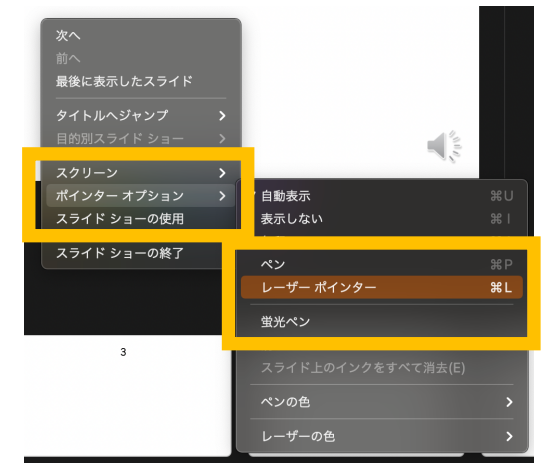 次へ
前へ
最後に表示したスライド
タイトルへジャンプ
目的別スライド ショー
スクリーン
ポインター オプション
スライド ショーの使用
スライド ショーの終了
自動表示 ⌘U
表示しない ⌘I
ペン ⌘P
レーザー ポインター ⌘L
蛍光ペン
スライド上のインクをすべて消去(E)
ペンの色
レーザーの色
3